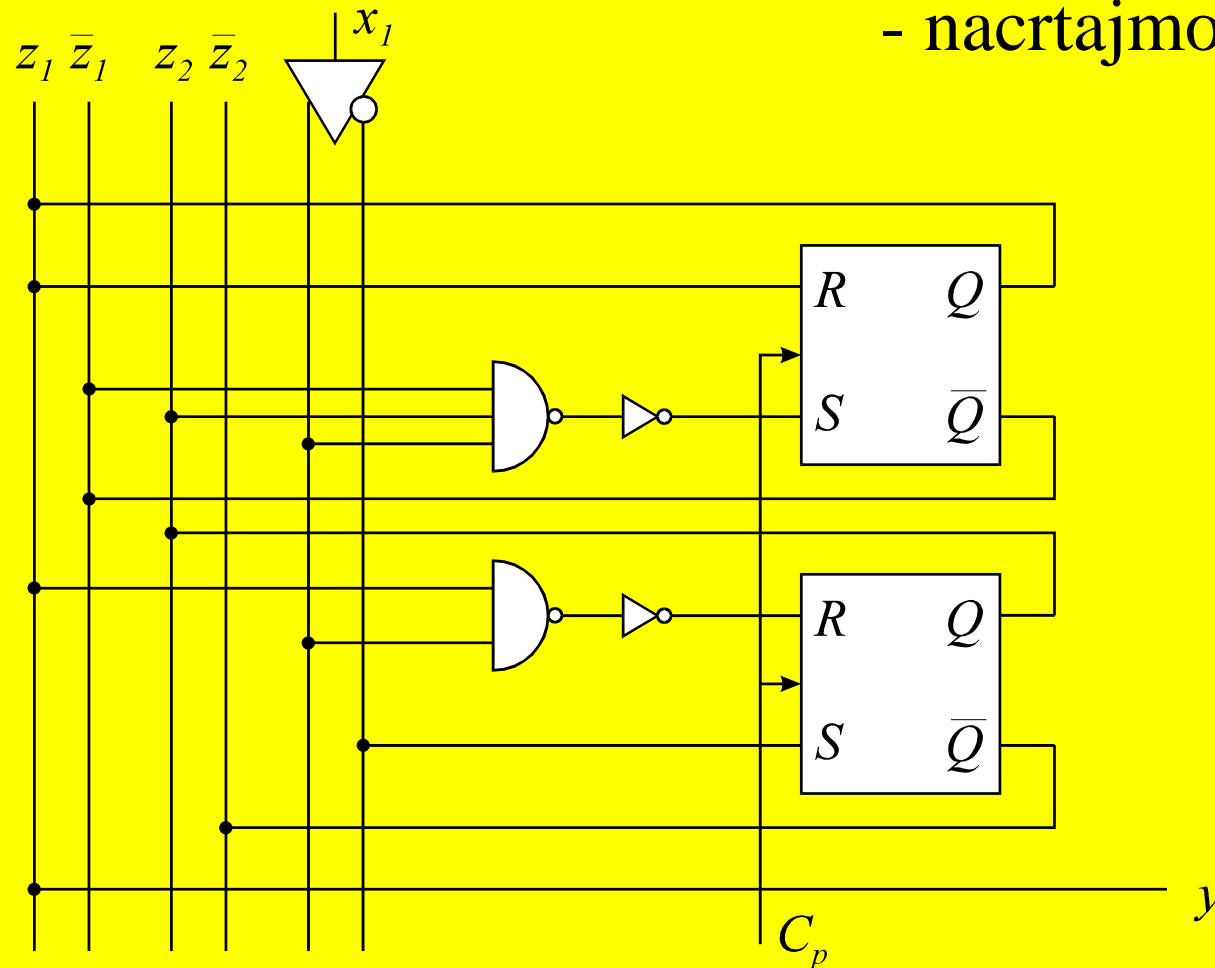 - nacrtajmo
x₁
z₁ z̄₁ z₂ z̄₂
R Q
S Q̅
R Q
S Q̅
y
Cₚ